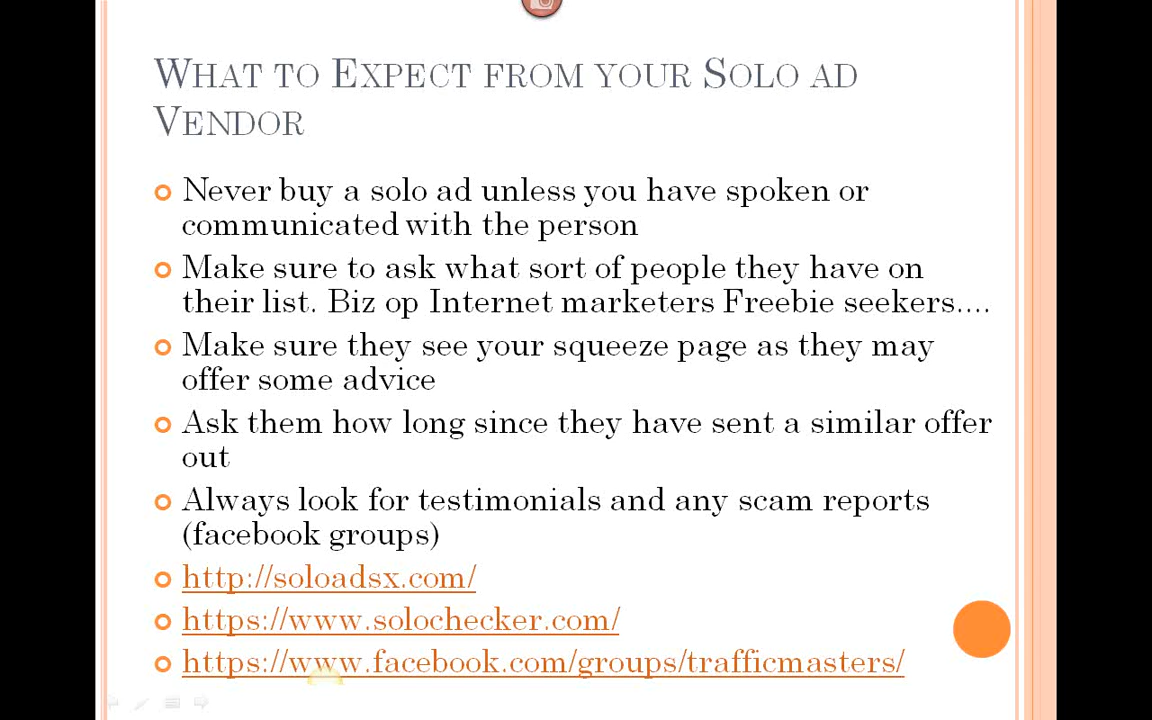 What to Expect from your Solo ad
Vendor
Never buy a solo ad unless you have spoken or
communicated with the person
Make sure to ask what sort of people they have on
their list. Biz op Internet marketers Freebie seekers....
Make sure they see your squeeze page as they may
offer some advice
Ask them how long since they have sent a similar offer
out
Always look for testimonials and any scam reports
(facebook groups)
http://soloadsx.com/
https://www.solochecker.com/
https://www.facebook.com/groups/trafficmasters/